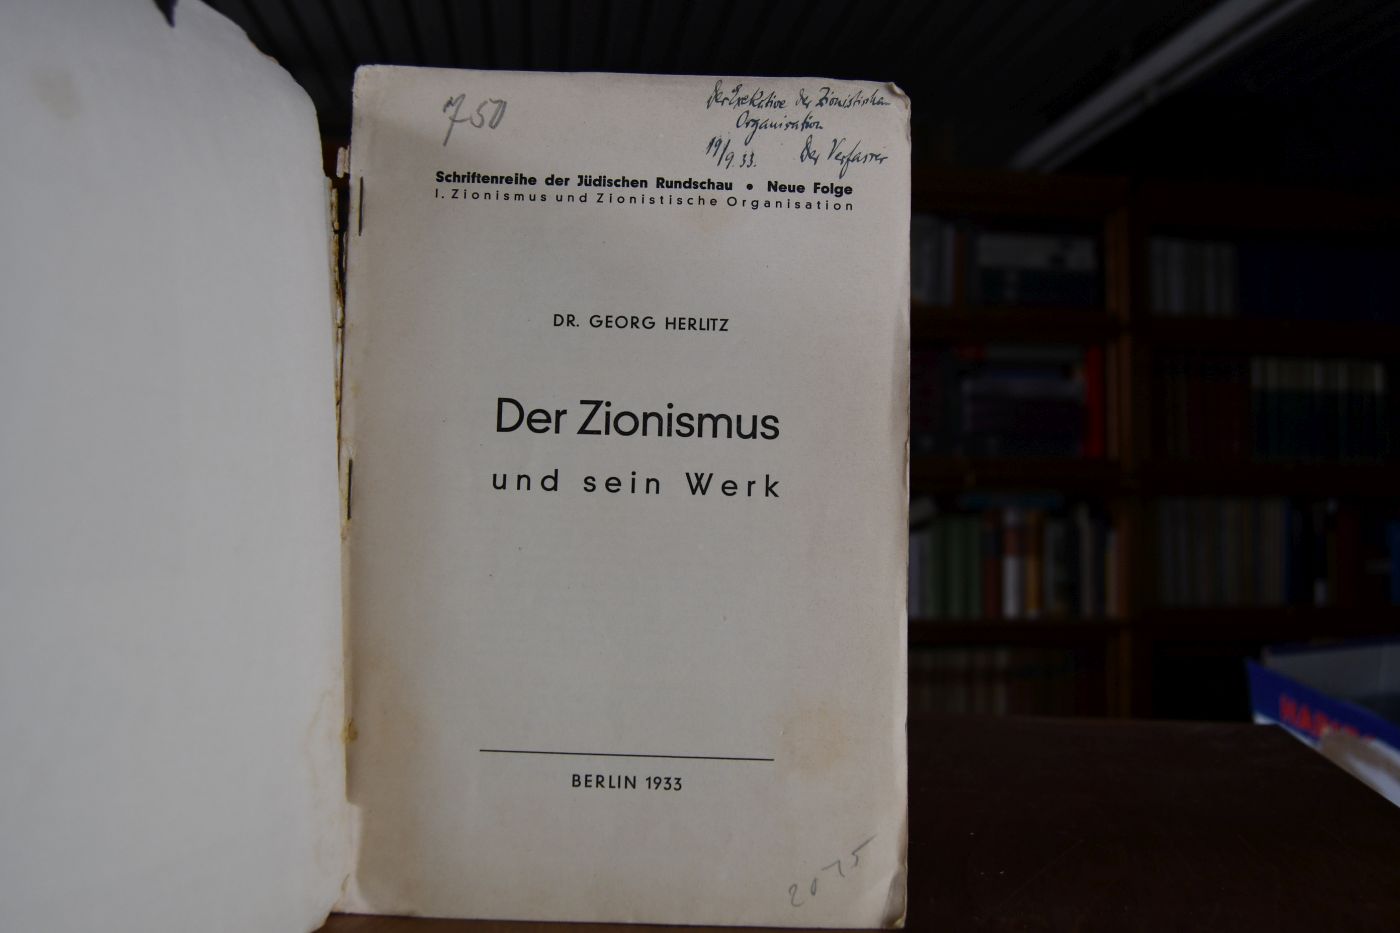 750
Der Exekutive der Zionistischen
Organisation
19/9.33. Der Verfasser
Schriftenreihe der Jüdischen Rundschau • Neue Folge
I. Zionismus und Zionistische Organisation
DR. GEORG HERLITZ
Der Zionismus
und sein Werk
BERLIN 1933